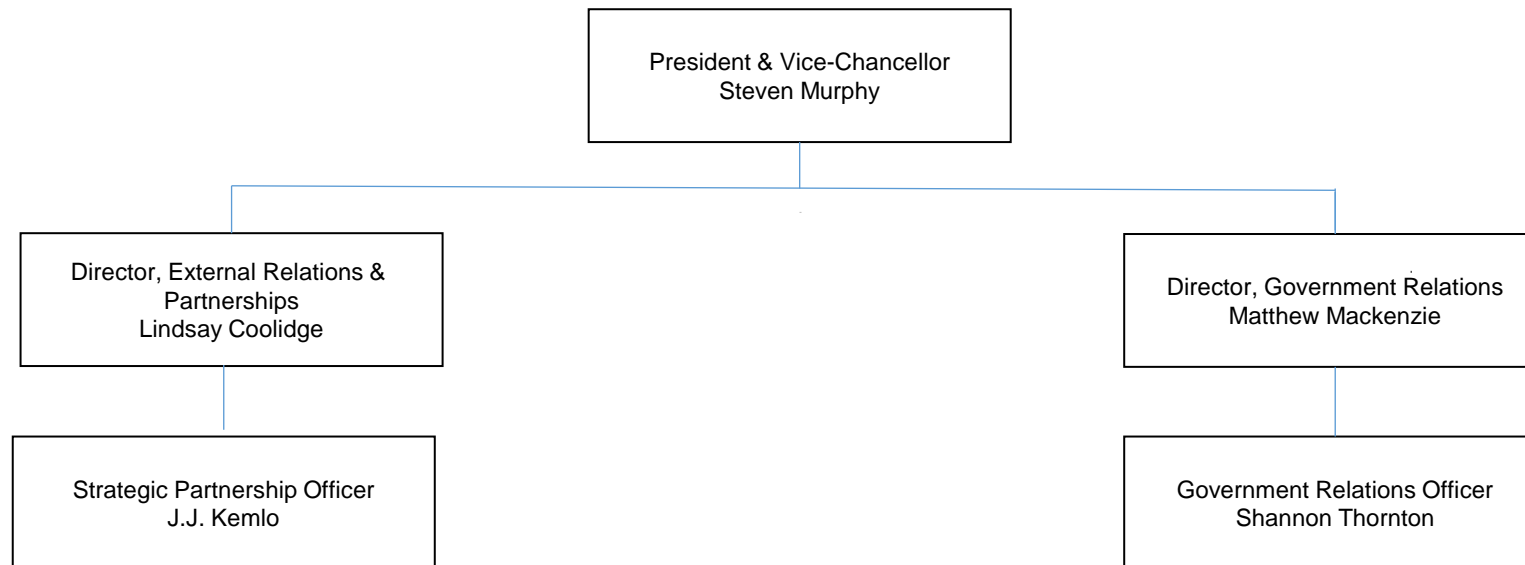 President & Vice-Chancellor
Steven Murphy
Director, External Relations &
Partnerships
Lindsay Coolidge
Director, Government Relations
Matthew Mackenzie
Strategic Partnership Officer
J.J. Kemlo
Government Relations Officer
Shannon Thornton